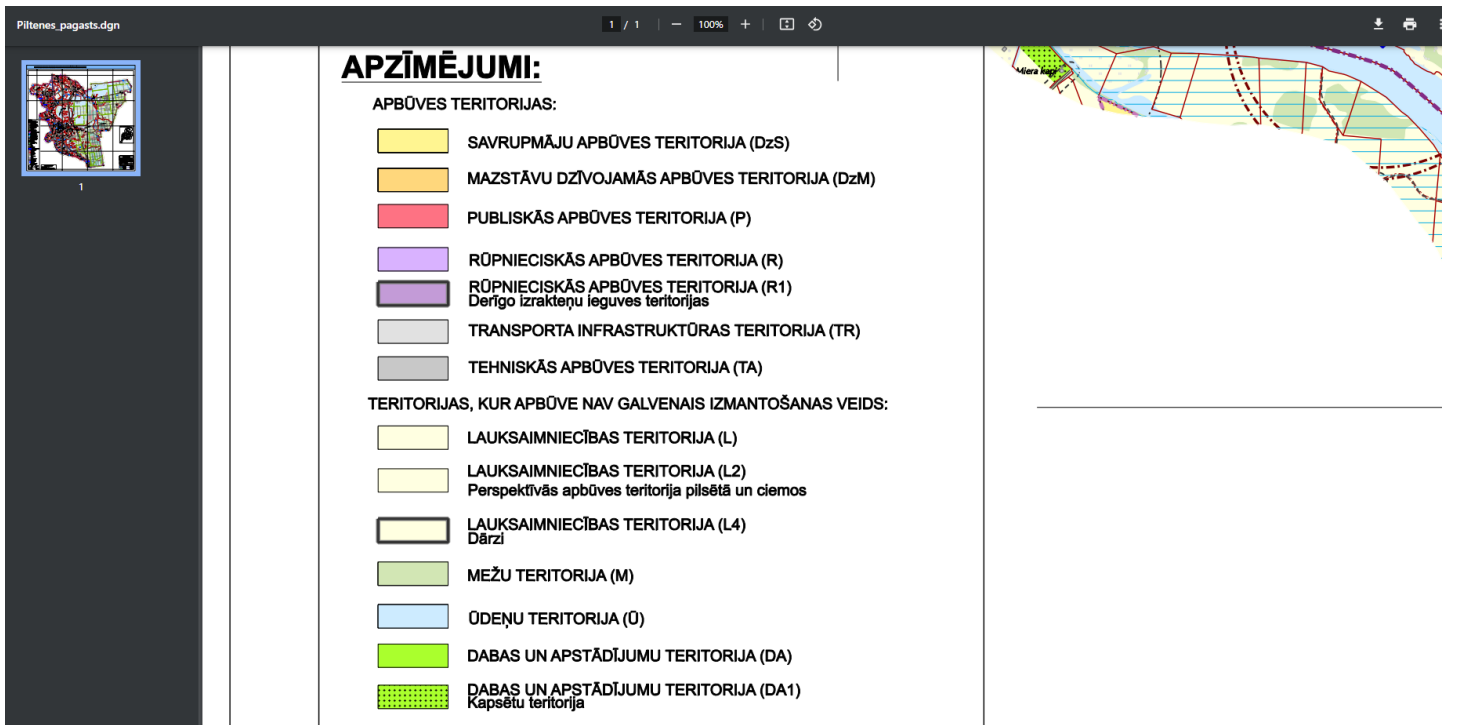 Piltenes_pagasts.dgn
1 / 1 | — 100% + |
1
APZĪMĒJUMI:
APBŪVES TERITORIJAS:
SAVRUPMĀJU APBŪVES TERITORIJA (DzS)
MAZSTĀVU DZĪVOJAMĀS APBŪVES TERITORIJA (DzM)
PUBLISKĀS APBŪVES TERITORIJA (P)
RŪPNIECISKĀS APBŪVES TERITORIJA (R)
RŪPNIECISKĀS APBŪVES TERITORIJA (R1)
Derīgo izrakteņu ieguves teritorijas
TRANSPORTA INFRASTRUKTŪRAS TERITORIJA (TR)
TEHNISKĀS APBŪVES TERITORIJA (TA)
TERITORIJAS, KUR APBŪVE NAV GALVENAIS IZMANTOŠANAS VEIDS:
LAUKSAIMNIECĪBAS TERITORIJA (L)
LAUKSAIMNIECĪBAS TERITORIJA (L2)
Perspektīvās apbūves teritorija pilsētā un ciemos
LAUKSAIMNIECĪBAS TERITORIJA (L4)
Dārzi
MEŽU TERITORIJA (M)
ŪDEŅU TERITORIJA (Ū)
DABAS UN APSTĀDĪJUMU TERITORIJA (DA)
DABAS UN APSTĀDĪJUMU TERITORIJA (DA1)
Kapsētu teritorija
Miera kapi